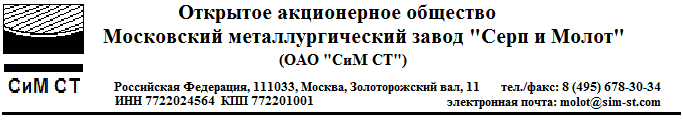 Открытое акционерное общество
Московский металлургический завод "Серп и Молот"
(ОАО "СиМ СТ")
СиМ СТ
Российская Федерация, 111033, Москва, Золоторожский вал, 11 тел./факс: 8 (495) 678-30-34
ИНН 7722024564 КПП 772201001 электронная почта: molot@sim-st.com